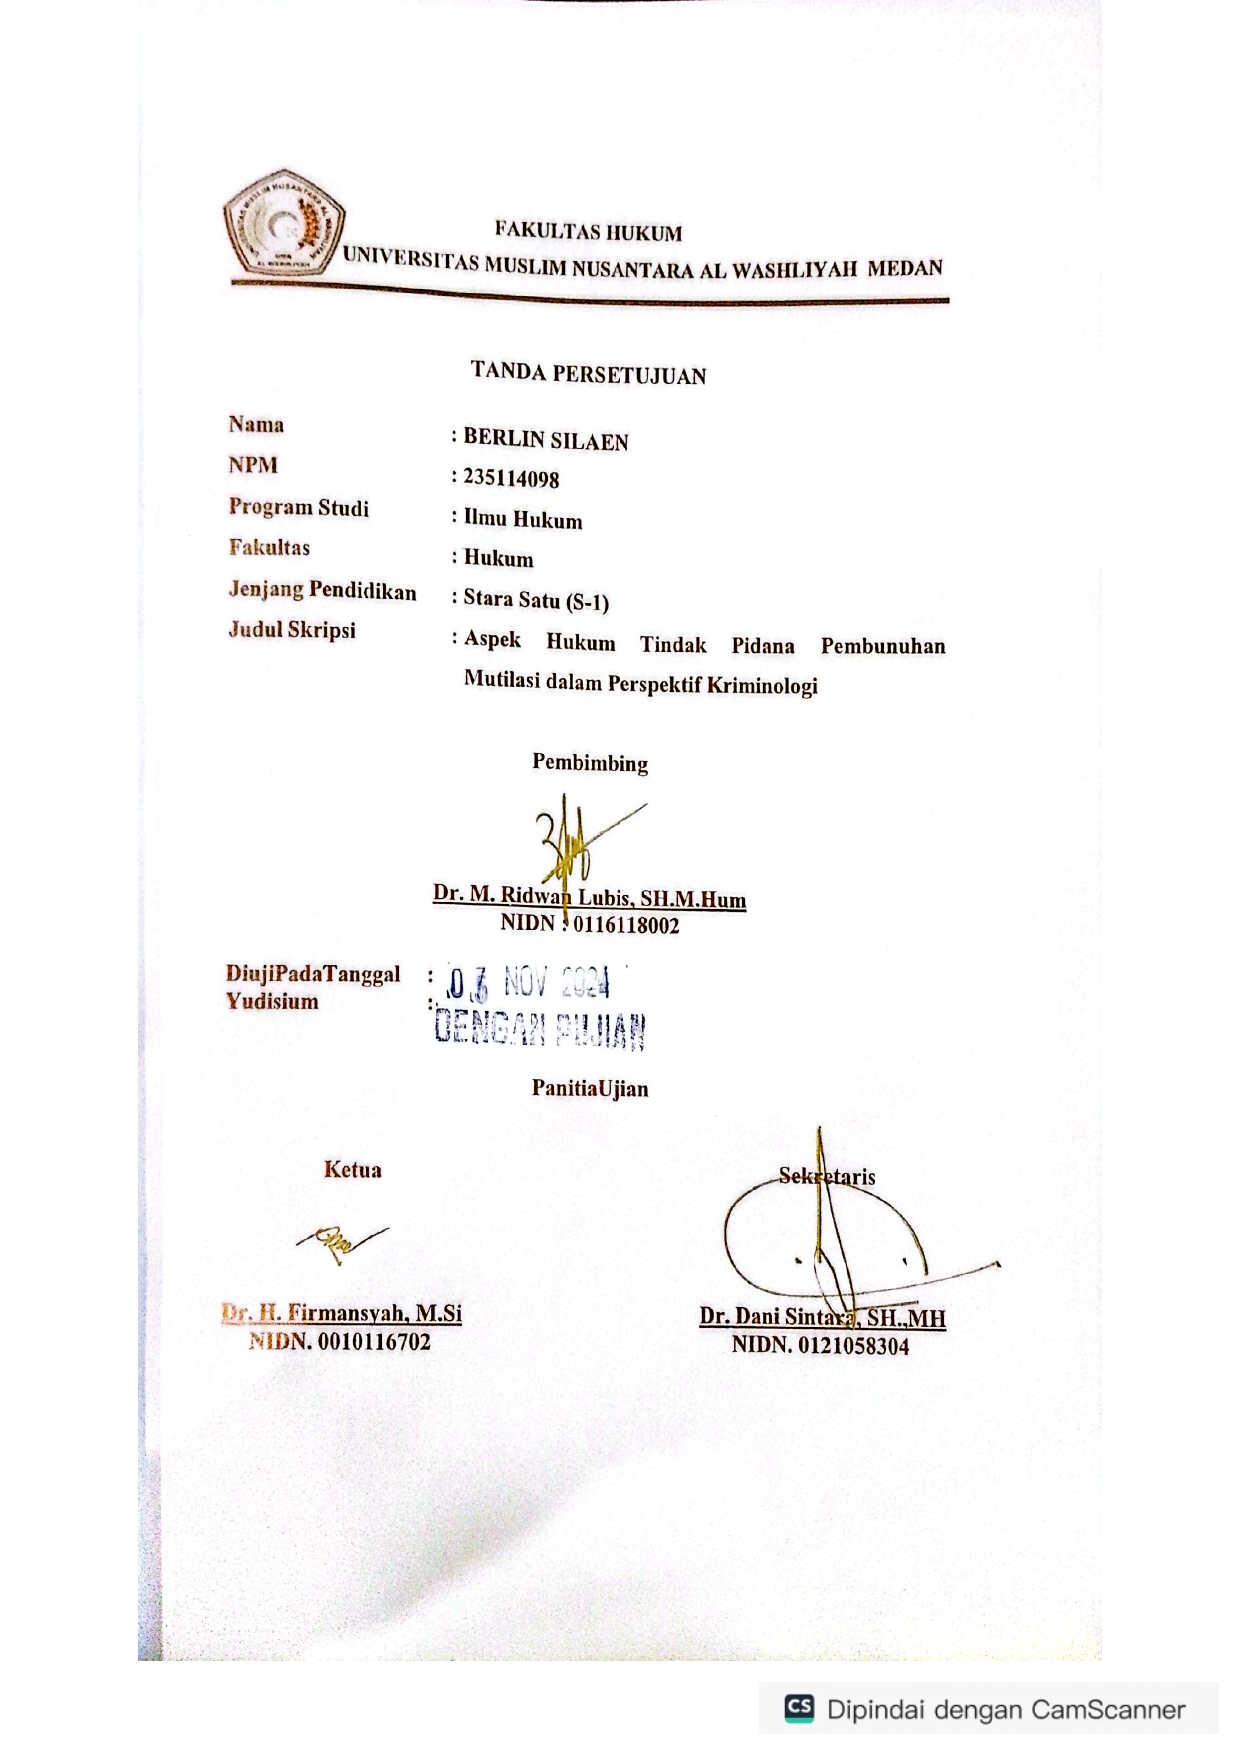 FAKULTAS HUKUM
UNIVERSITAS MUSLIM NUSANTARA AL WASHLIYAH MEDAN
TANDA PERSETUJUAN
Nama : BERLIN SILAEN
NPM : 235114098
Program Studi : Ilmu Hukum
Fakultas : Hukum
Jenjang Pendidikan : Stara Satu (S-1)
Judul Skripsi : Aspek Hukum Tindak Pidana Pembunuhan
Mutilasi dalam Perspektif Kriminologi
Pembimbing
Dr. M. Ridwan Lubis, SH.M.Hum
NIDN : 0116118002
DiujiPadaTanggal : NOV 2024
Yudisium :
DENGAN PUJIAN
PanitiaUjian
Ketua Sekretaris
Dr. H. Firmansyah, M.Si Dr. Dani Sintara, SH.,MH
NIDN. 0010116702 NIDN. 0121058304
CS Dipindai dengan CamScanner